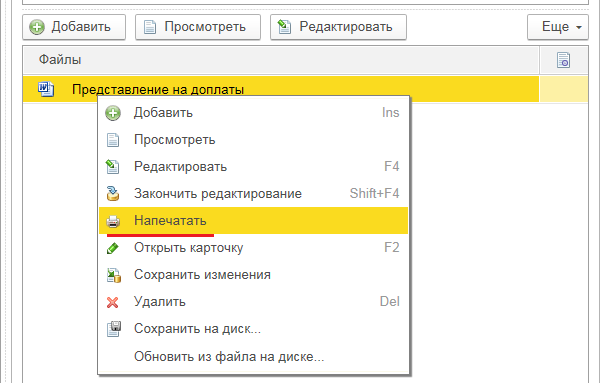 Добавить Просмотреть Редактировать Еще
Файлы
Представление на доплаты
Добавить Ins
Просмотреть
Редактировать F4
Закончить редактирование Shift+F4
Напечатать
Открыть карточку F2
Сохранить изменения
Удалить Del
Сохранить на диск...
Обновить из файла на диске...